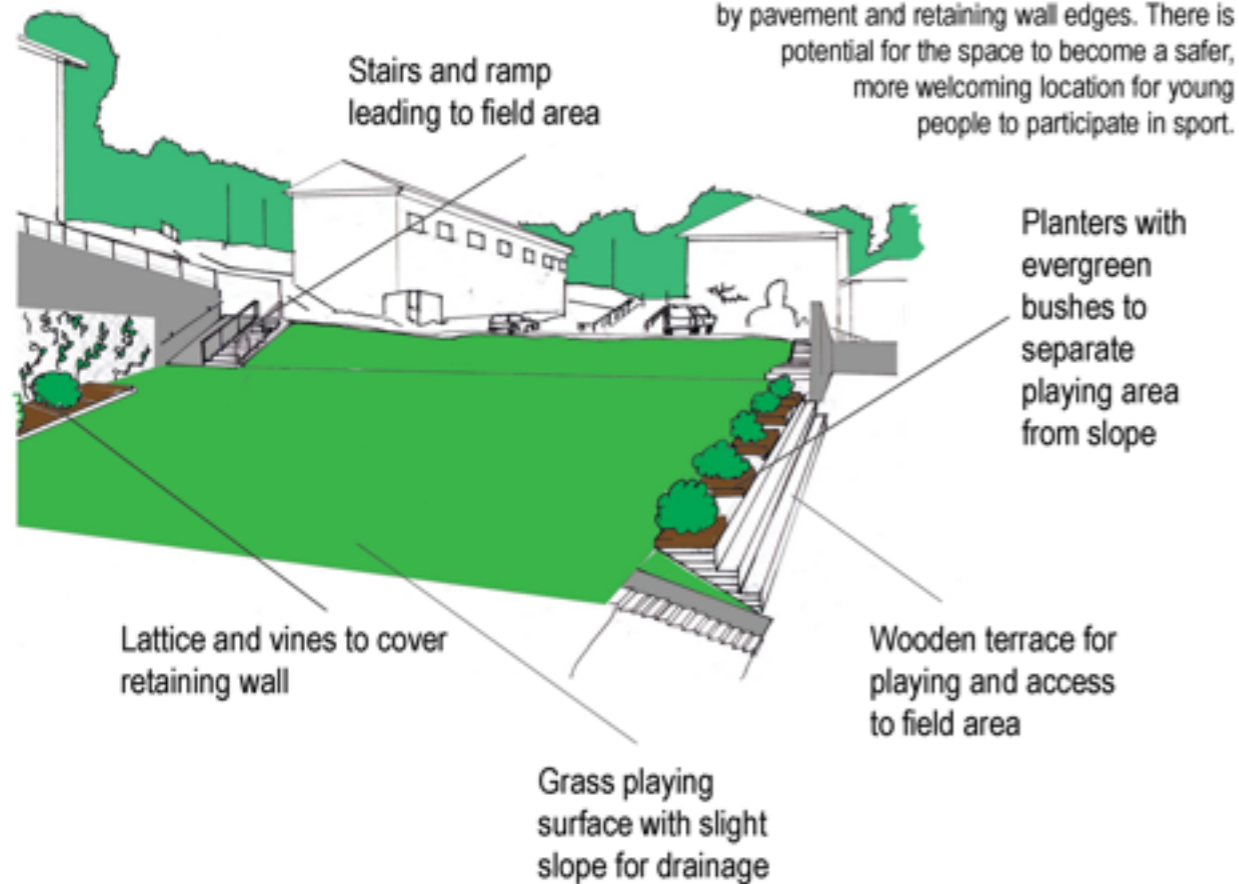 by pavement and retaining wall edges. There is
potential for the space to become a safer,
more welcoming location for young
people to participate in sport.
Stairs and ramp
leading to field area
Planters with
evergreen
bushes to
separate
playing area
from slope
Lattice and vines to cover
retaining wall
Wooden terrace for
playing and access
to field area
Grass playing
surface with slight
slope for drainage